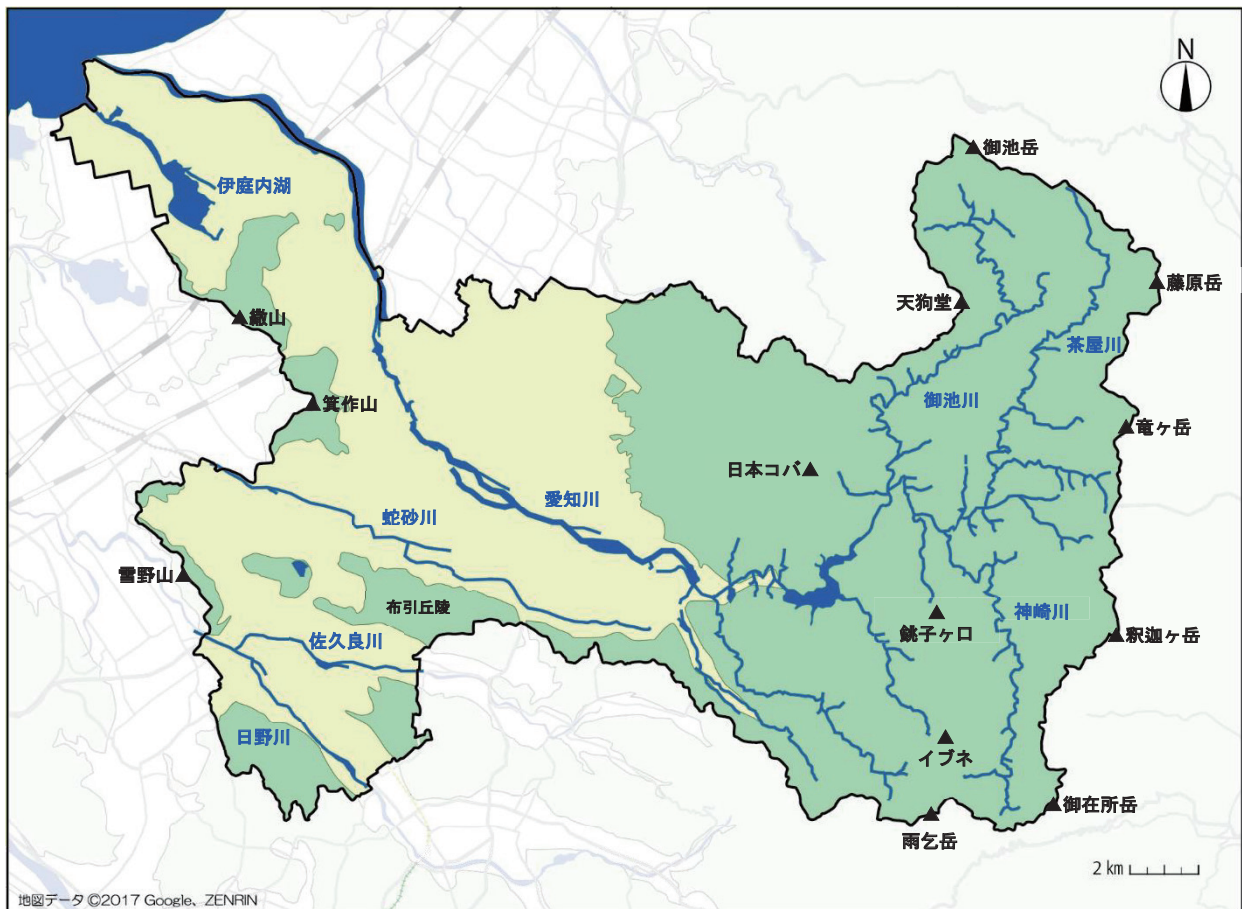 N
御池岳
伊庭内湖
藤原岳
天狗堂
繖山
茶屋川
御池川
箕作山
竜ヶ岳
日本コバ
愛知川
蛇砂川
雪野山
布引丘陵
銚子ヶ口
神崎川
釈迦ヶ岳
佐久良川
日野川
イブネ
御在所岳
雨乞岳
2 km
地図データ ©2017 Google、ZENRIN